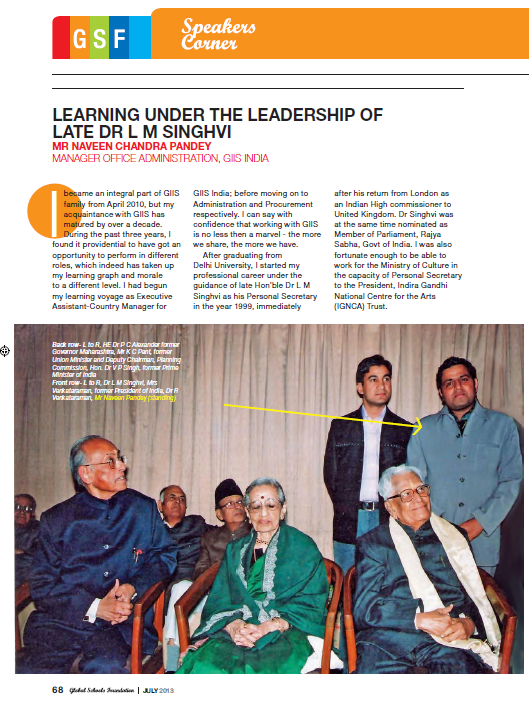 GSF
Speakers
Corner
LEARNING UNDER THE LEADERSHIP OF
LATE DR L M SINGHVI
MR NAVEEN CHANDRA PANDEY
MANAGER OFFICE ADMINISTRATION, GIIS INDIA
I became an integral part of GIIS
family from April 2010, but my
acquaintance with GIIS has
matured by over a decade.
During the past three years, I
found it providential to have got an
opportunity to perform in different
roles, which indeed has taken up
my learning graph and morale
to a different level. I had begun
my learning voyage as Executive
Assistant-Country Manager for
GIIS India; before moving on to
Administration and Procurement
respectively. I can say with
confidence that working with GIIS
is no less then a marvel - the more
we share, the more we have.
After graduating from
Delhi University, I started my
professional career under the
guidance of late Hon'ble Dr L M
Singhvi as his Personal Secretary
in the year 1999, immediately
after his return from London as
an Indian High commissioner to
United Kingdom. Dr Singhvi was
at the same time nominated as
Member of Parliament, Rajya
Sabha, Govt of India. I was also
fortunate enough to be able to
work for the Ministry of Culture in
the capacity of Personal Secretary
to the President, Indira Gandhi
National Centre for the Arts
(IGNCA) Trust.
Back row- L to R, HE Dr P C Alexander former
Governor Maharashtra, Mr K C Pant, former
Union Minister and Deputy Chairman, Planning
Commission, Hon. Dr V P Singh, former Prime
Minister of India
Front row- L to R, Dr L M Singhvi, Mrs
Venkataraman, former President of India, Dr R
Venkataraman, Mr Naveen Pandey (standing)
68 Global Schools Foundation | JULY 2013